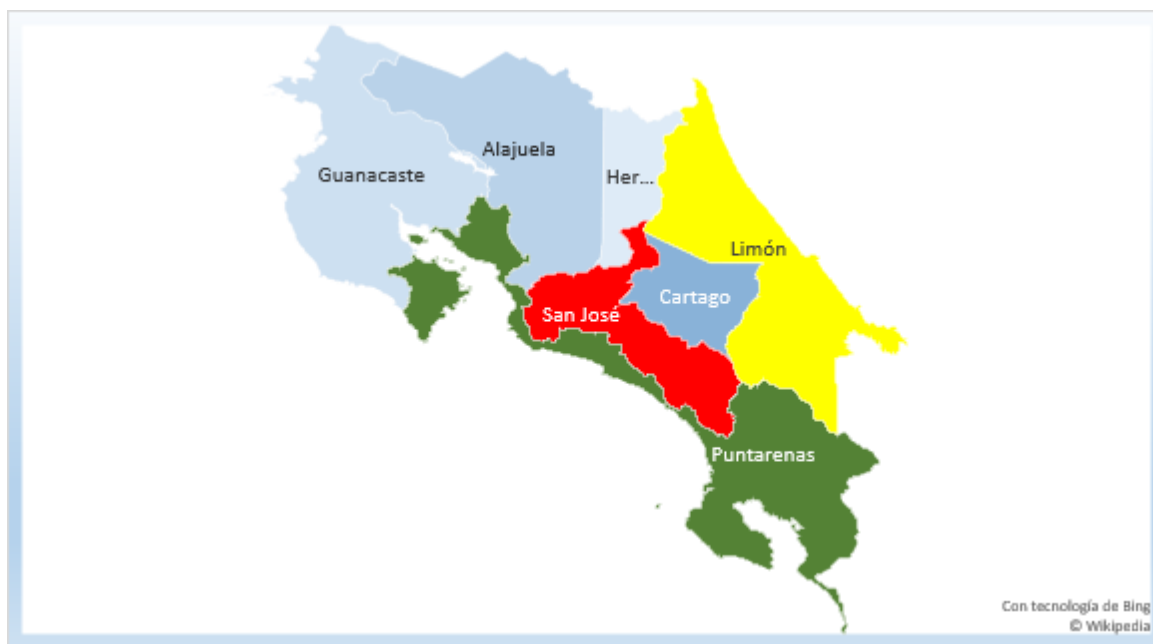 Alajuela
Guanacaste
Her...
Limón
Cartago
San José
Puntarenas
Con tecnología de Bing
© Wikipedia